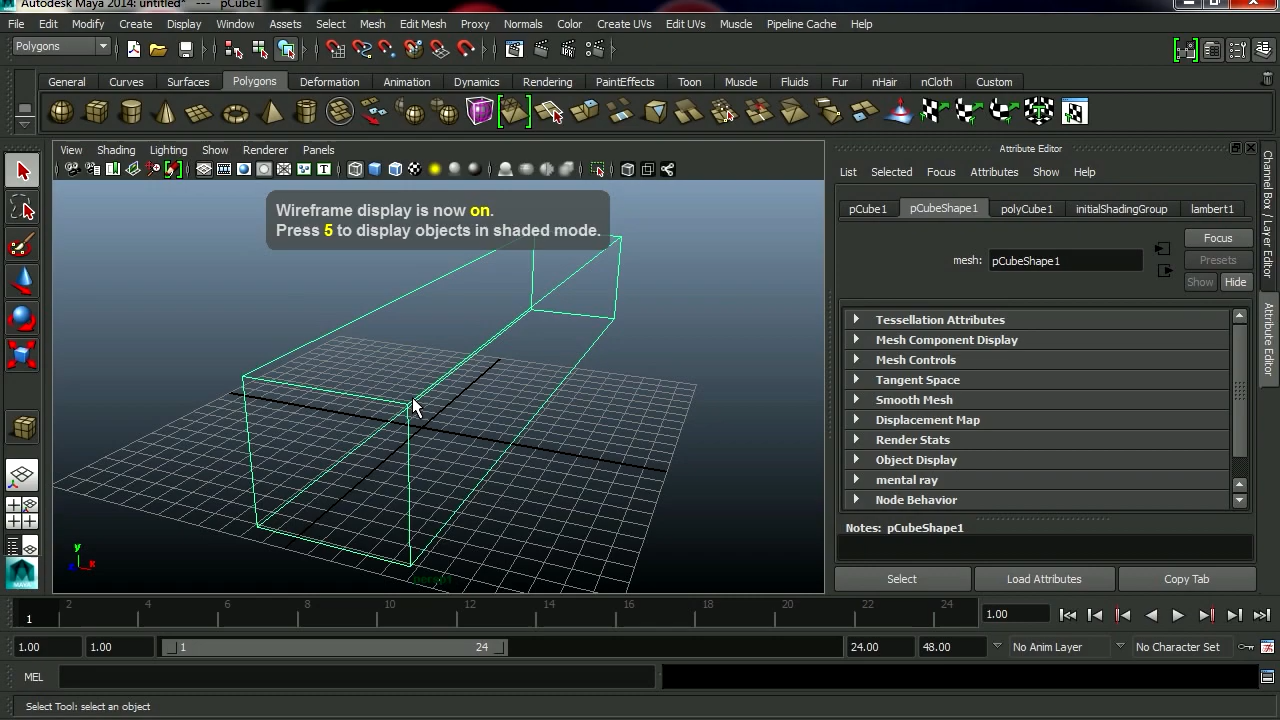 Autodesk Maya 2014: untitled*   ---   pCube1
File Edit Modify Create Display Window Assets Select Mesh Edit Mesh Proxy Normals Color Create UVs Edit UVs Muscle Pipeline Cache Help
Polygons
General Curves Surfaces Polygons Deformation Animation Dynamics Rendering PaintEffects Toon Muscle Fluids Fur nHair nCloth Custom
View Shading Lighting Show Renderer Panels
Wireframe display is now on.
Press 5 to display objects in shaded mode.
y
x
persp
Attribute Editor
List Selected Focus Attributes Show Help
pCube1 pCubeShape1 polyCube1 initialShadingGroup lambert1
mesh: pCubeShape1
Focus
Presets
Show Hide
Tessellation Attributes
Mesh Component Display
Mesh Controls
Tangent Space
Smooth Mesh
Displacement Map
Render Stats
Object Display
mental ray
Node Behavior
Notes: pCubeShape1
Select Load Attributes Copy Tab
Channel Box / Layer Editor
Attribute Editor
1 2 4 6 8 10 12 14 16 18 20 22 24 1.00
1.00 1.00 1 24 24.00 48.00 No Anim Layer No Character Set
MEL
Select Tool: select an object